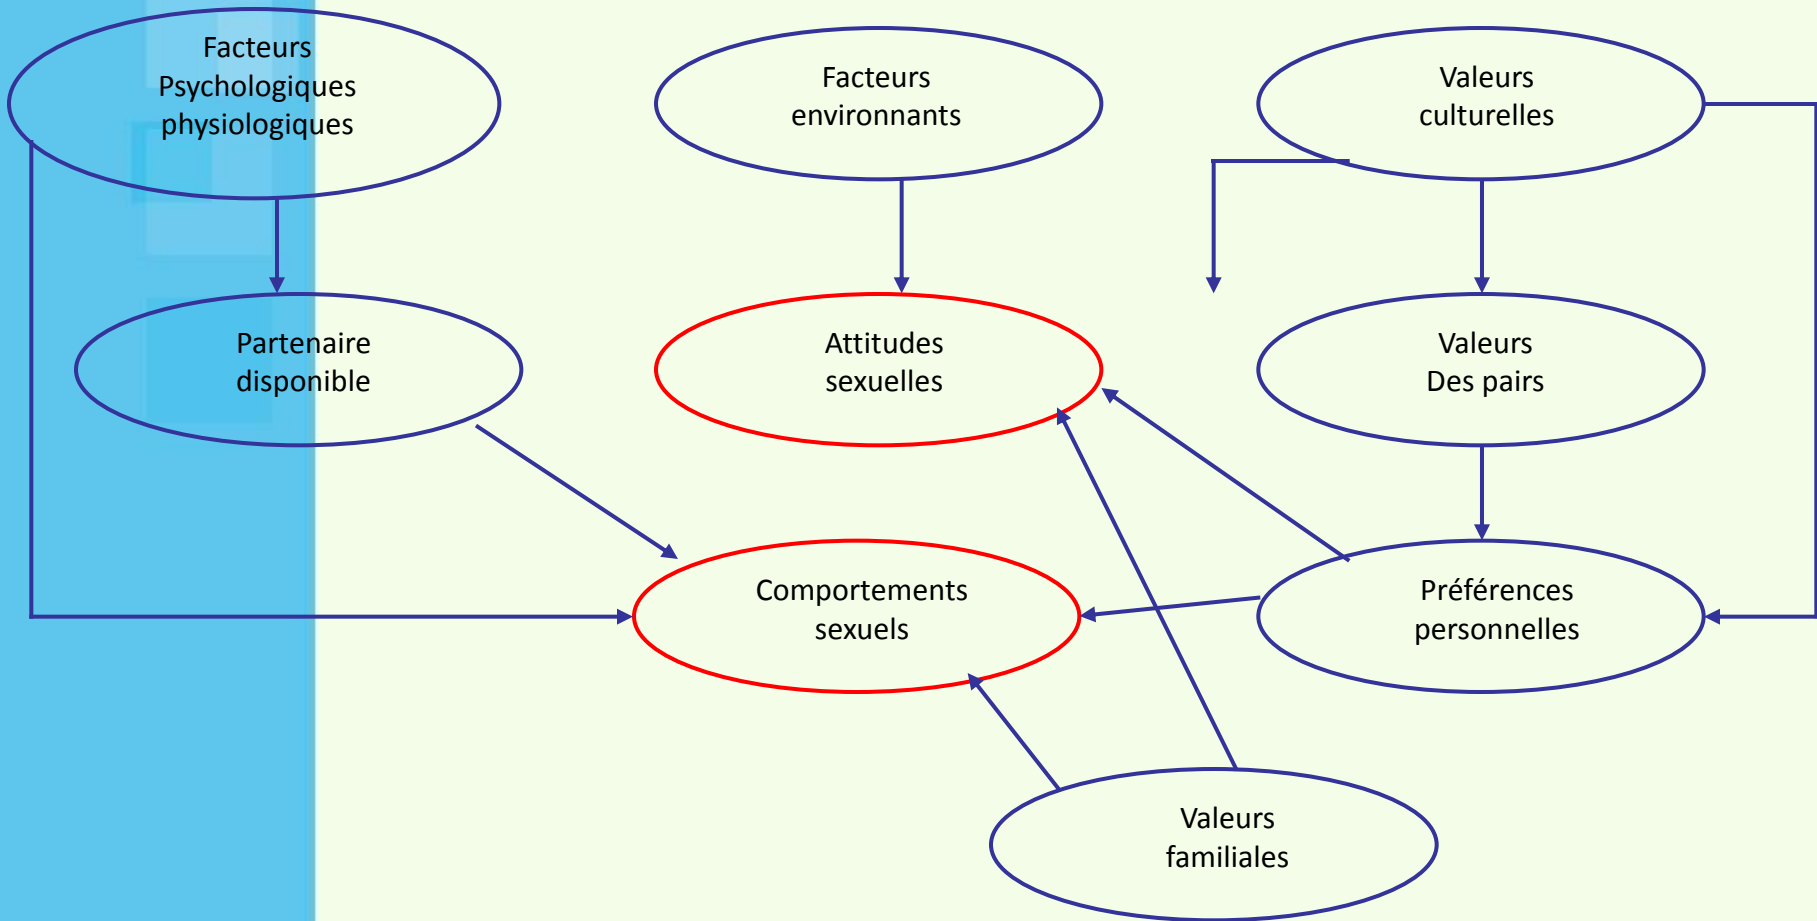 Facteurs
Psychologiques
physiologiques
Facteurs
environnants
Valeurs
culturelles
Partenaire
disponible
Attitudes
sexuelles
Valeurs
Des pairs
Comportements
sexuels
Préférences
personnelles
Valeurs
familiales